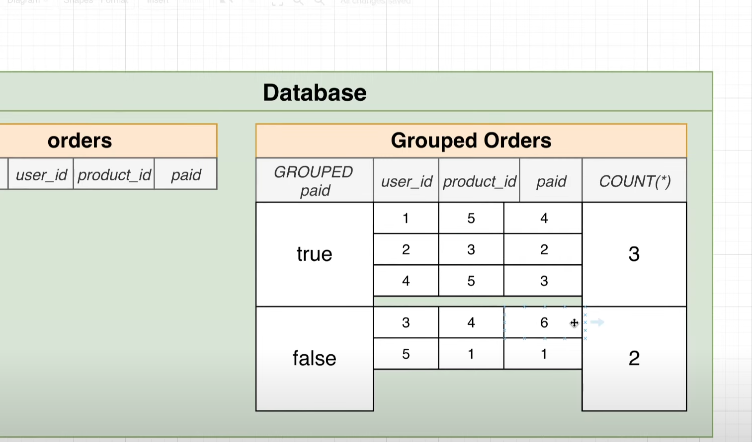 Database
orders
user_id product_id paid
Grouped Orders
GROUPED paid user_id product_id paid COUNT(*)
true 3
1 5 4
2 3 2
4 5 3
false 2
3 4 6
5 1 1